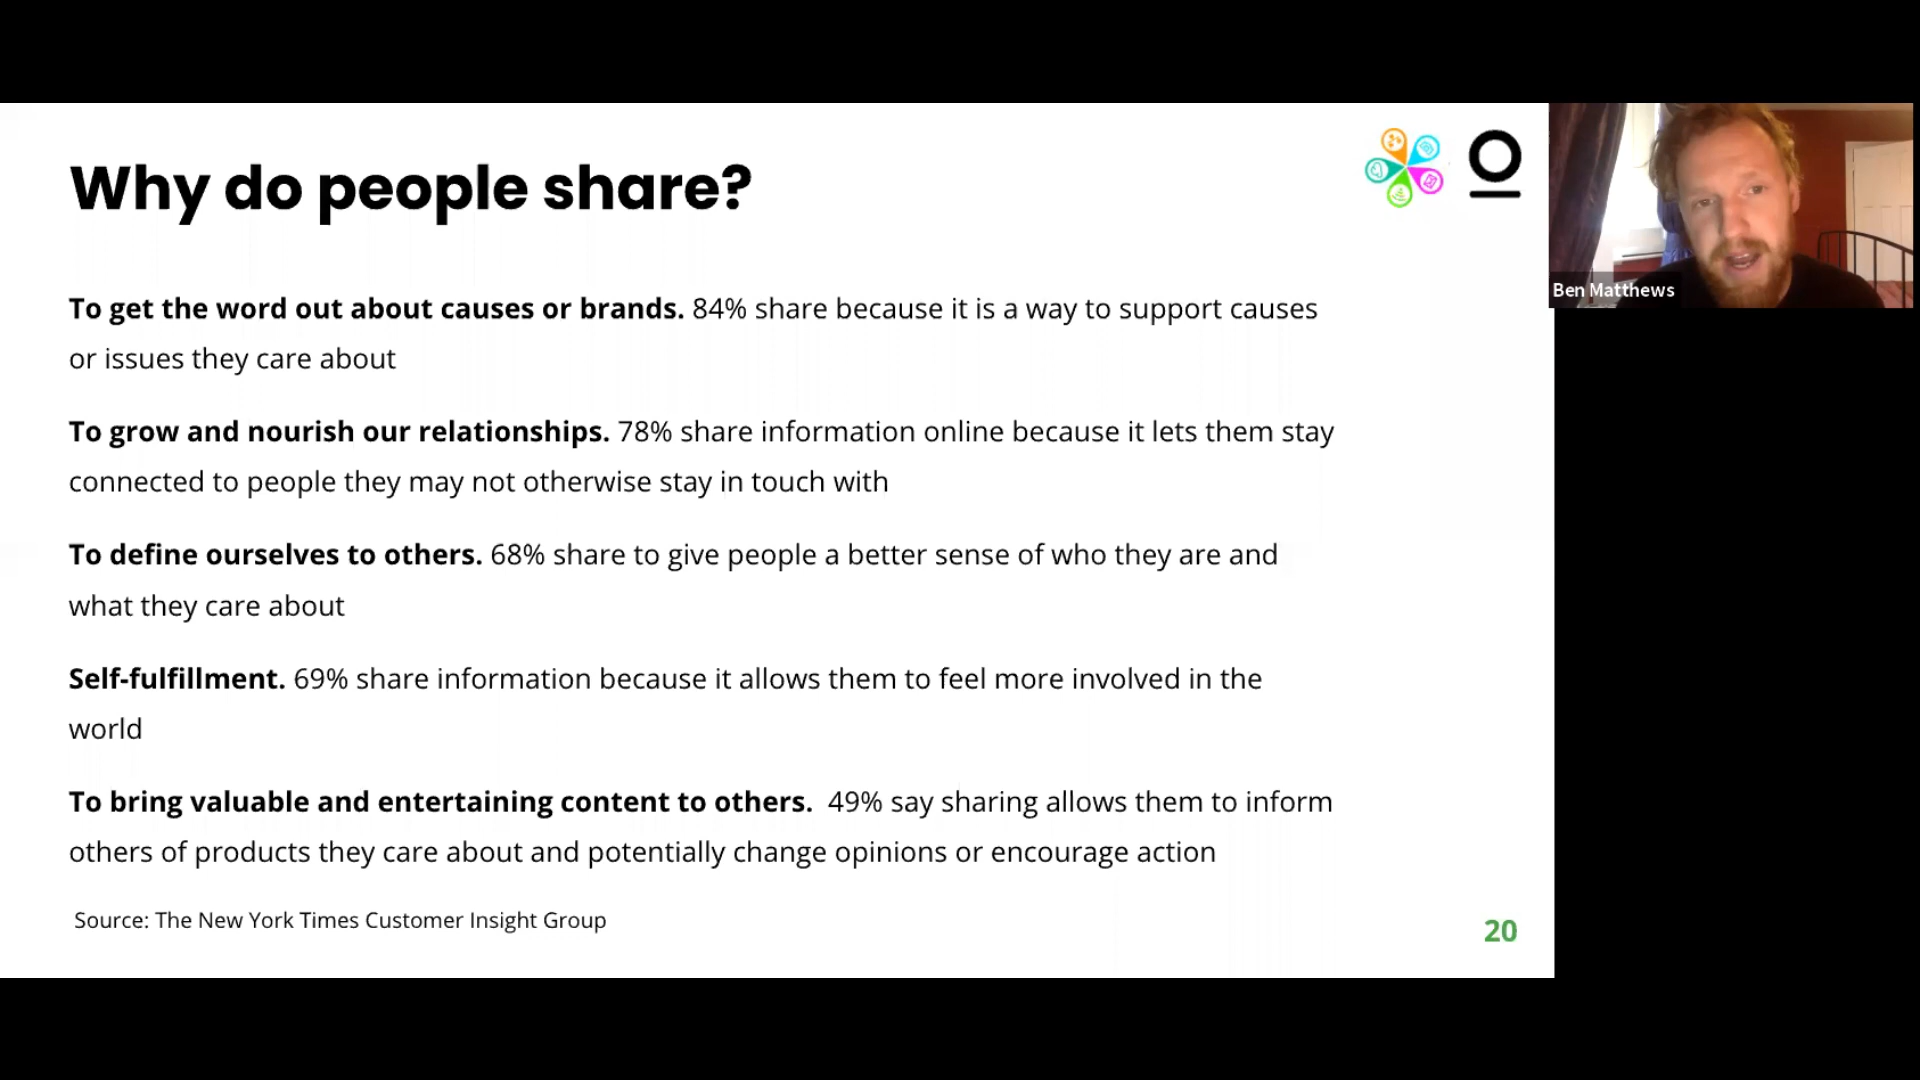 Why do people share?
To get the word out about causes or brands. 84% share because it is a way to support causes
or issues they care about
To grow and nourish our relationships. 78% share information online because it lets them stay
connected to people they may not otherwise stay in touch with
To define ourselves to others. 68% share to give people a better sense of who they are and
what they care about
Self-fulfillment. 69% share information because it allows them to feel more involved in the
world
To bring valuable and entertaining content to others.  49% say sharing allows them to inform
others of products they care about and potentially change opinions or encourage action
Source: The New York Times Customer Insight Group
20
Ben Matthews